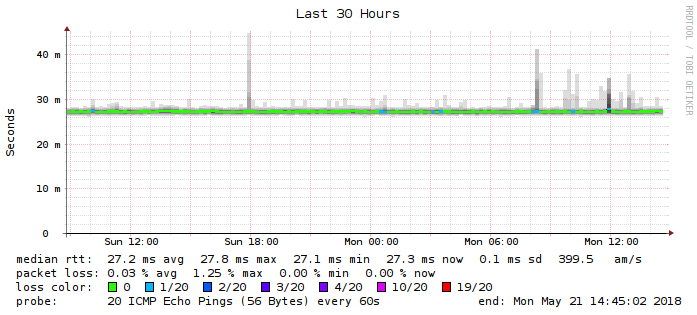 Last 30 Hours
RRDTOOL / TOBI OETIKER
Seconds
40 m
30 m
20 m
10 m
0
Sun 12:00 Sun 18:00 Mon 00:00 Mon 06:00 Mon 12:00
median rtt: 27.2 ms avg 27.8 ms max 27.1 ms min 27.3 ms now 0.1 ms sd 399.5 am/s
packet loss: 0.03 % avg 1.25 % max 0.00 % min 0.00 % now
loss color: 0 1/20 2/20 3/20 4/20 10/20 19/20
probe: 20 ICMP Echo Pings (56 Bytes) every 60s end: Mon May 21 14:45:02 2018